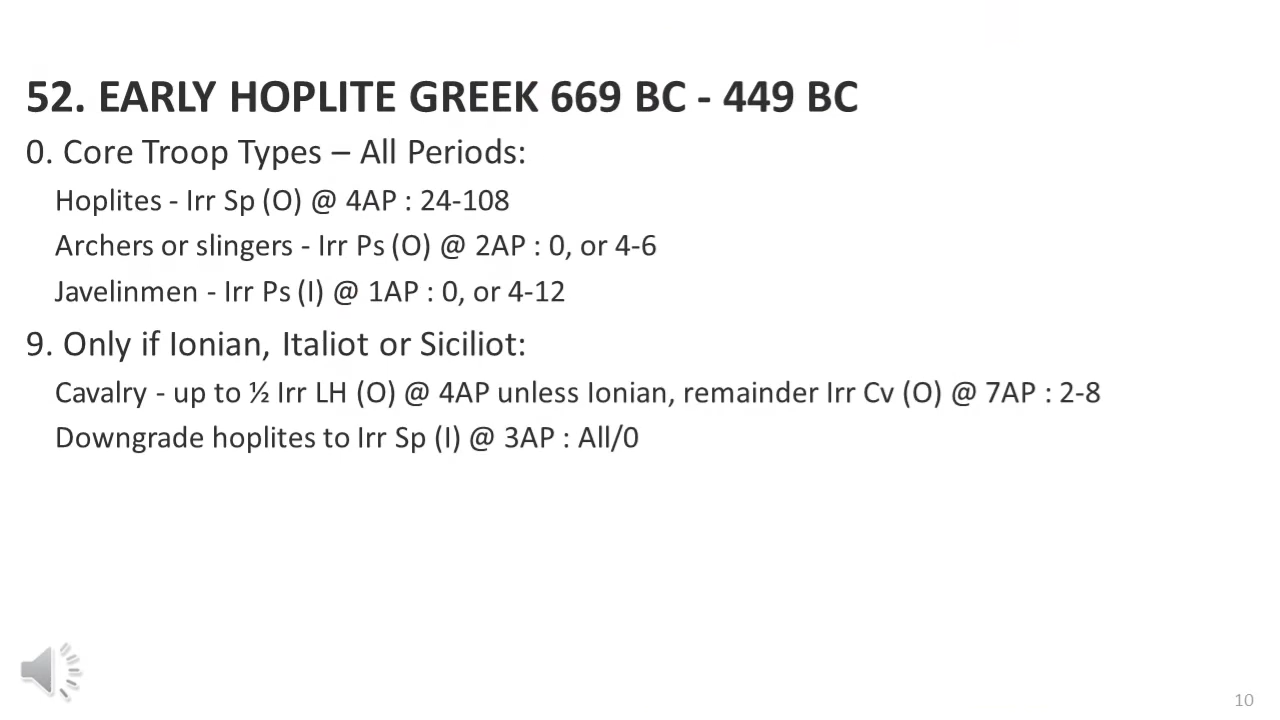 52. EARLY HOPLITE GREEK 669 BC - 449 BC
0. Core Troop Types – All Periods:
Hoplites - Irr Sp (O) @ 4AP : 24-108
Archers or slingers - Irr Ps (O) @ 2AP : 0, or 4-6
Javelinmen - Irr Ps (I) @ 1AP : 0, or 4-12
9. Only if Ionian, Italiot or Siciliot:
Cavalry - up to ½ Irr LH (O) @ 4AP unless Ionian, remainder Irr Cv (O) @ 7AP : 2-8
Downgrade hoplites to Irr Sp (I) @ 3AP : All/0
10